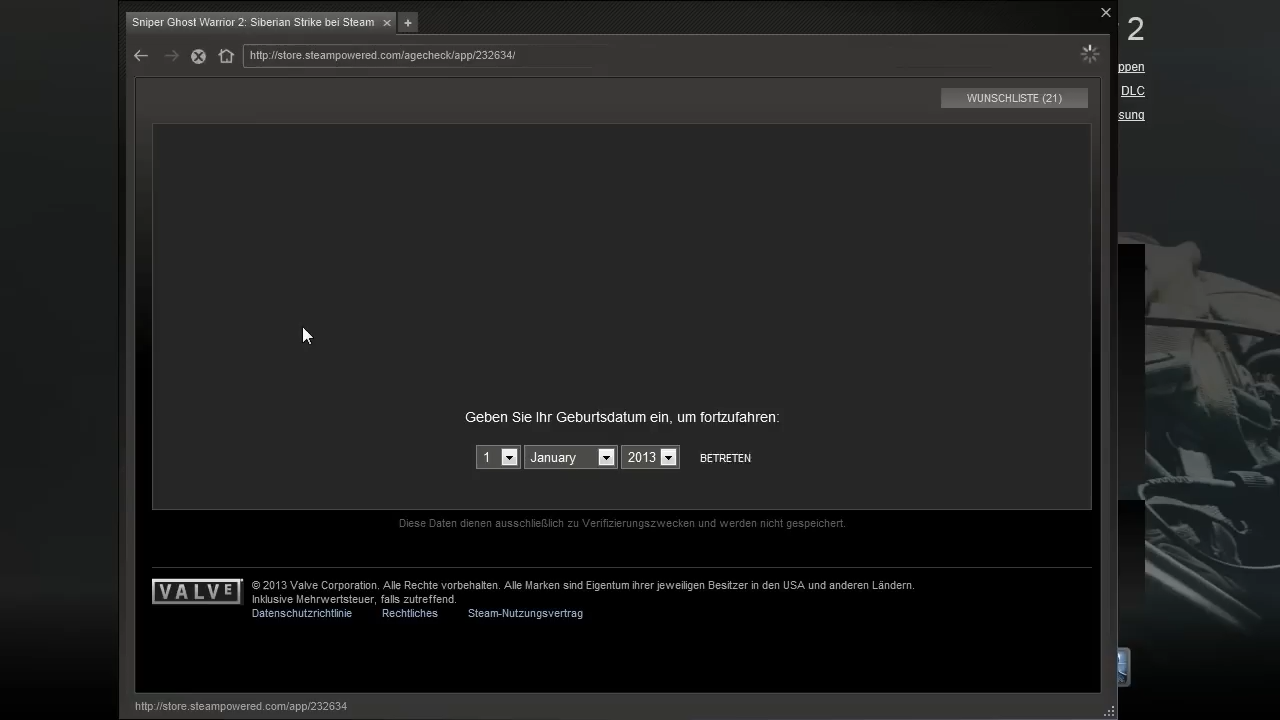 Sniper Ghost Warrior 2: Siberian Strike bei Steam
2
http://store.steampowered.com/agecheck/app/232634/
ppen
DLC
sung
WUNSCHLISTE (21)
Geben Sie Ihr Geburtsdatum ein, um fortzufahren:
1 January 2013 BETRETEN
Diese Daten dienen ausschließlich zu Verifizierungszwecken und werden nicht gespeichert.
VALVE
© 2013 Valve Corporation. Alle Rechte vorbehalten. Alle Marken sind Eigentum ihrer jeweiligen Besitzer in den USA und anderen Ländern.
Inklusive Mehrwertsteuer, falls zutreffend.
Datenschutzrichtlinie Rechtliches Steam-Nutzungsvertrag
http://store.steampowered.com/app/232634